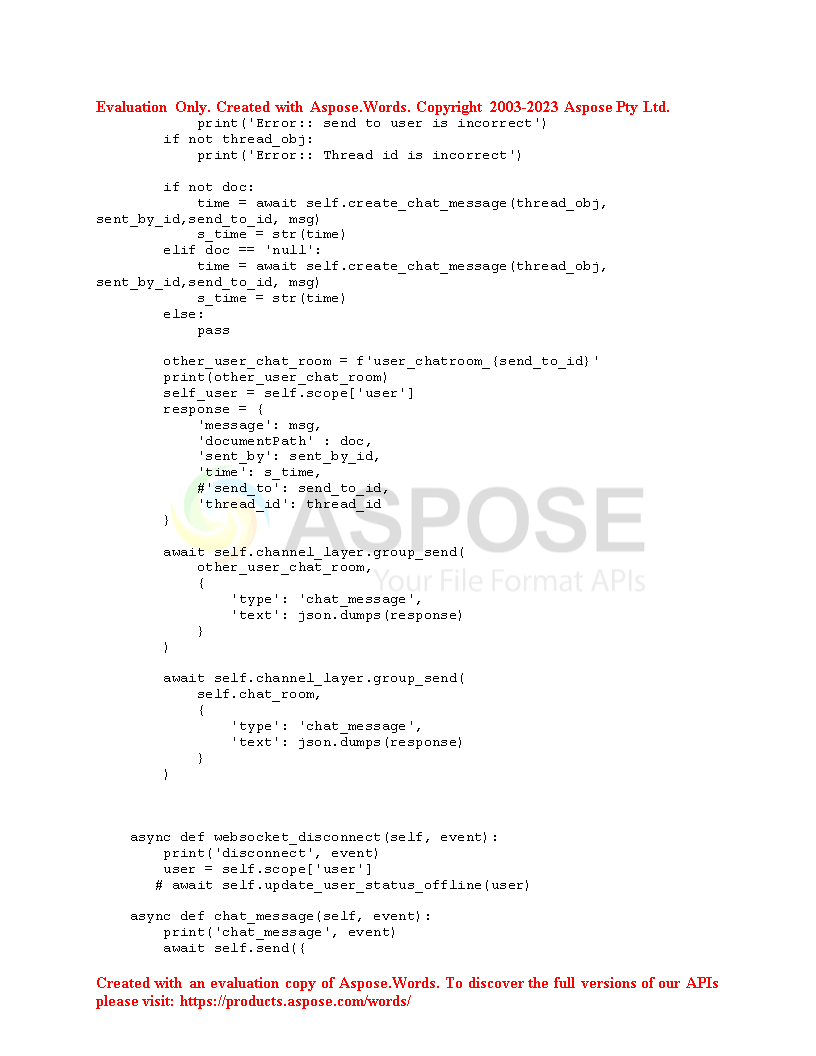 Evaluation Only. Created with Aspose.Words. Copyright 2003-2023 Aspose Pty Ltd.
            print('Error:: send to user is incorrect')
        if not thread_obj:
            print('Error:: Thread id is incorrect')

        if not doc:
            time = await self.create_chat_message(thread_obj,
sent_by_id,send_to_id, msg)
            s_time = str(time)
        elif doc == 'null':
            time = await self.create_chat_message(thread_obj,
sent_by_id,send_to_id, msg)
            s_time = str(time)
        else:
            pass

        other_user_chat_room = f'user_chatroom_{send_to_id}'
        print(other_user_chat_room)
        self_user = self.scope['user']
        response = {
            'message': msg,
            'documentPath' : doc,
            'sent_by': sent_by_id,
            'time': s_time,
            #'send_to': send_to_id,
            'thread_id': thread_id
        }
ASPOSE
Your File Format APIs

        await self.channel_layer.group_send(
            other_user_chat_room,
            {
                'type': 'chat_message',
                'text': json.dumps(response)
            }
        )

        await self.channel_layer.group_send(
            self.chat_room,
            {
                'type': 'chat_message',
                'text': json.dumps(response)
            }
        )

    async def websocket_disconnect(self, event):
        print('disconnect', event)
        user = self.scope['user']
       # await self.update_user_status_offline(user)

    async def chat_message(self, event):
        print('chat_message', event)
        await self.send({
Created with an evaluation copy of Aspose.Words. To discover the full versions of our APIs
please visit: https://products.aspose.com/words/